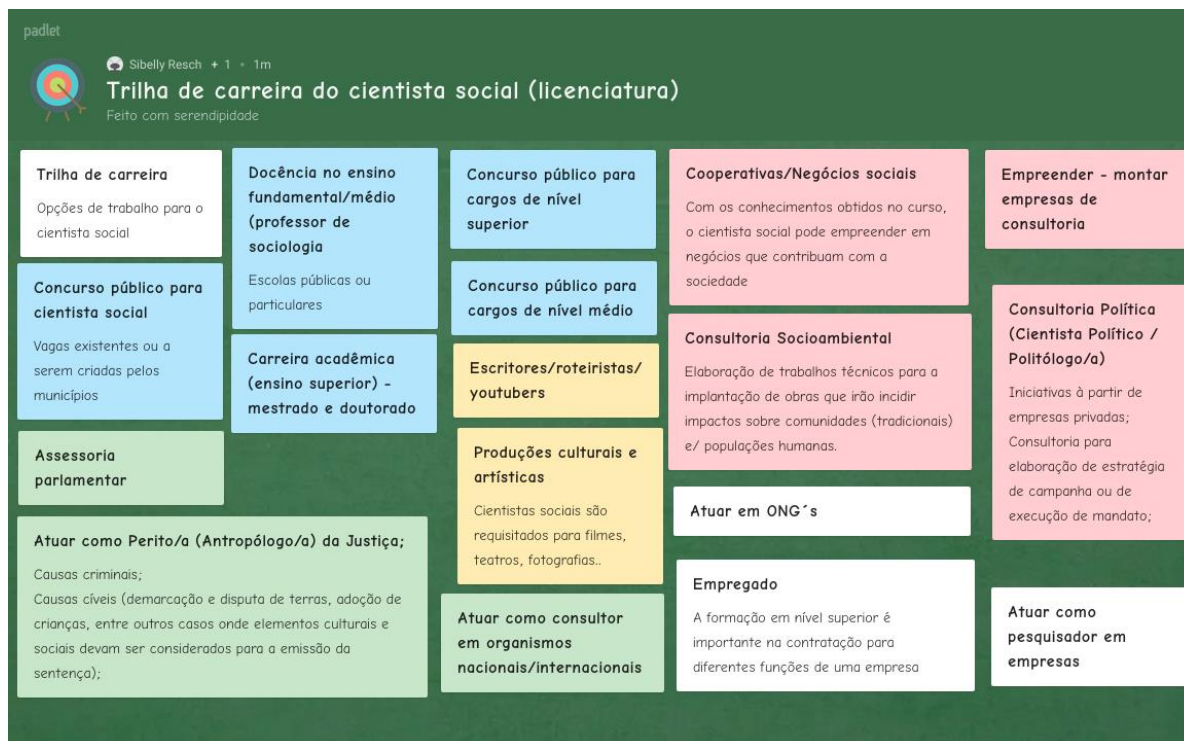 padlet
Sibelly Resch + 1 • 1m
Trilha de carreira do cientista social (licenciatura)
Feito com serendipidade
Trilha de carreira
Opções de trabalho para o
cientista social
Concurso público para
cientista social
Vagas existentes ou a
serem criadas pelos
municípios
Assessoria
parlamentar
Atuar como Perito/a (Antropólogo/a) da Justiça;
Causas criminais;
Causas cíveis (demarcação e disputa de terras, adoção de
crianças, entre outros casos onde elementos culturais e
sociais devam ser considerados para a emissão da
sentença);
Docência no ensino
fundamental/médio
(professor de
sociologia
Escolas públicas ou
particulares
Carreira acadêmica
(ensino superior) -
mestrado e doutorado
Concurso público para
cargos de nível
superior
Concurso público para
cargos de nível médio
Escritores/roteiristas/
youtubers
Produções culturais e
artísticas
Cientistas sociais são
requisitados para filmes,
teatros, fotografias..
Atuar como consultor
em organismos
nacionais/internacionais
Cooperativas/Negócios sociais
Com os conhecimentos obtidos no curso,
o cientista social pode empreender em
negócios que contribuam com a
sociedade
Consultoria Socioambiental
Elaboração de trabalhos técnicos para a
implantação de obras que irão incidir
impactos sobre comunidades (tradicionais)
e/ populações humanas.
Atuar em ONG´s
Empregado
A formação em nível superior é
importante na contratação para
diferentes funções de uma empresa
Empreender - montar
empresas de
consultoria
Consultoria Política
(Cientista Político /
Politólogo/a)
Iniciativas à partir de
empresas privadas;
Consultoria para
elaboração de estratégia
de campanha ou de
execução de mandato;
Atuar como
pesquisador em
empresas